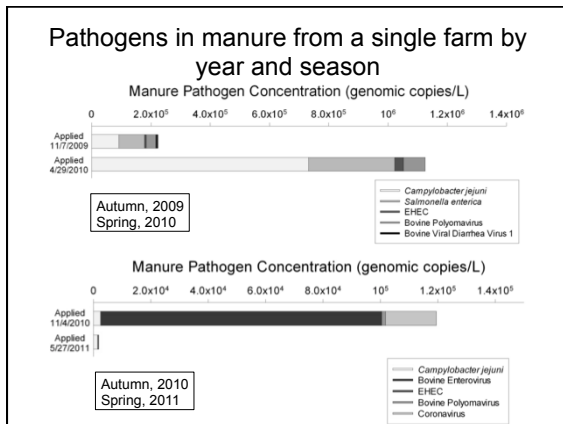 Pathogens in manure from a single farm by
year and season
Manure Pathogen Concentration (genomic copies/L)
0 2.0x10⁵ 4.0x10⁵ 6.0x10⁵ 8.0x10⁵ 10⁶ 1.2x10⁶ 1.4x10⁶
Applied
11/7/2009
Applied
4/29/2010
Autumn, 2009
Spring, 2010
Campylobacter jejuni
Salmonella enterica
EHEC
Bovine Polyomavirus
Bovine Viral Diarrhea Virus 1
Manure Pathogen Concentration (genomic copies/L)
0 2.0x10⁴ 4.0x10⁴ 6.0x10⁴ 8.0x10⁴ 10⁵ 1.2x10⁵ 1.4x10⁵
Applied
11/4/2010
Applied
5/27/2011
Autumn, 2010
Spring, 2011
Campylobacter jejuni
Bovine Enterovirus
EHEC
Bovine Polyomavirus
Coronavirus